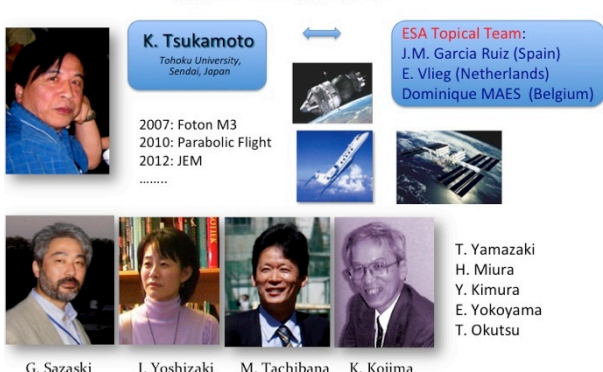 K. Tsukamoto
Tohoku University,
Sendai, Japan
ESA Topical Team:
J.M. Garcia Ruiz (Spain)
E. Vlieg (Netherlands)
Dominique MAES (Belgium)
2007: Foton M3
2010: Parabolic Flight
2012: JEM
........
T. Yamazaki
H. Miura
Y. Kimura
E. Yokoyama
T. Okutsu
G. Sazaski
I. Yoshizaki
M. Tachibana
K. Kojima